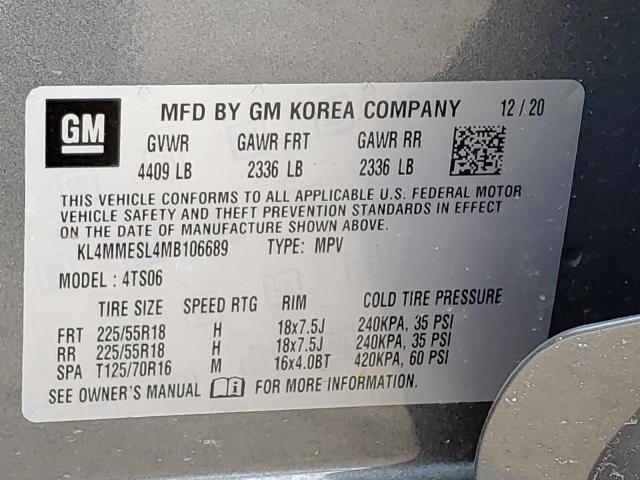 GM
MFD BY GM KOREA COMPANY 12/20
GVWR GAWR FRT GAWR RR
4409 LB 2336 LB 2336 LB
THIS VEHICLE CONFORMS TO ALL APPLICABLE U.S. FEDERAL MOTOR
VEHICLE SAFETY AND THEFT PREVENTION STANDARDS IN EFFECT
ON THE DATE OF MANUFACTURE SHOWN ABOVE.
KL4MMESL4MB106689 TYPE: MPV
MODEL: 4TS06
TIRE SIZE SPEED RTG RIM COLD TIRE PRESSURE
FRT 225/55R18 H 18x7.5J 240KPA, 35 PSI
RR 225/55R18 H 18x7.5J 240KPA, 35 PSI
SPA T125/70R16 M 16x4.0BT 420KPA, 60 PSI
SEE OWNER'S MANUAL FOR MORE INFORMATION.